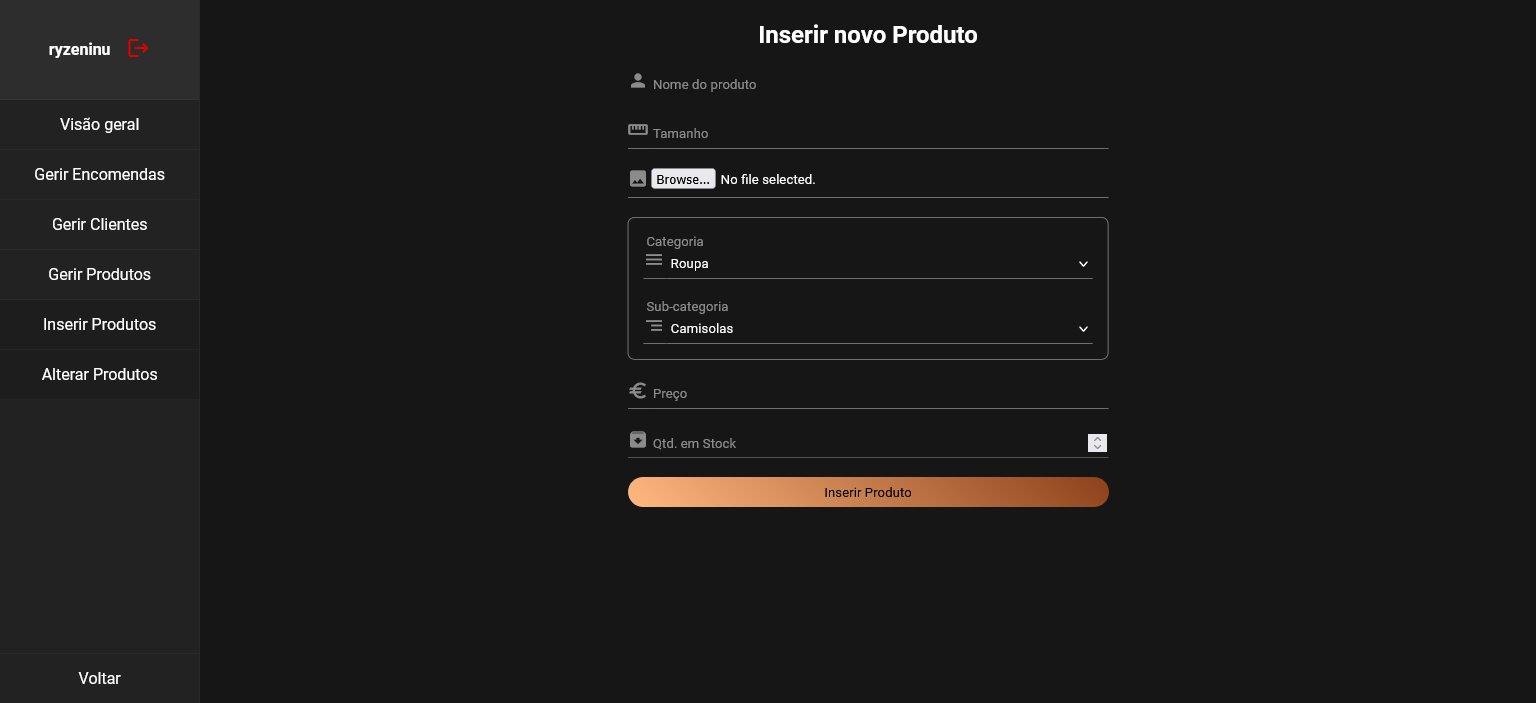 ryzeninu
Visão geral
Gerir Encomendas
Gerir Clientes
Gerir Produtos
Inserir Produtos
Alterar Produtos
Voltar
Inserir novo Produto
Nome do produto
Tamanho
Browse... No file selected.
Categoria
Roupa
Sub-categoria
Camisolas
Preço
Qtd. em Stock
Inserir Produto